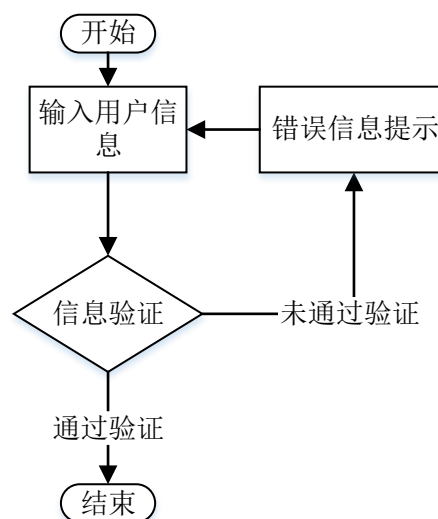 开始
输入用户信
息
错误信息提示
信息验证
未通过验证
通过验证
结束